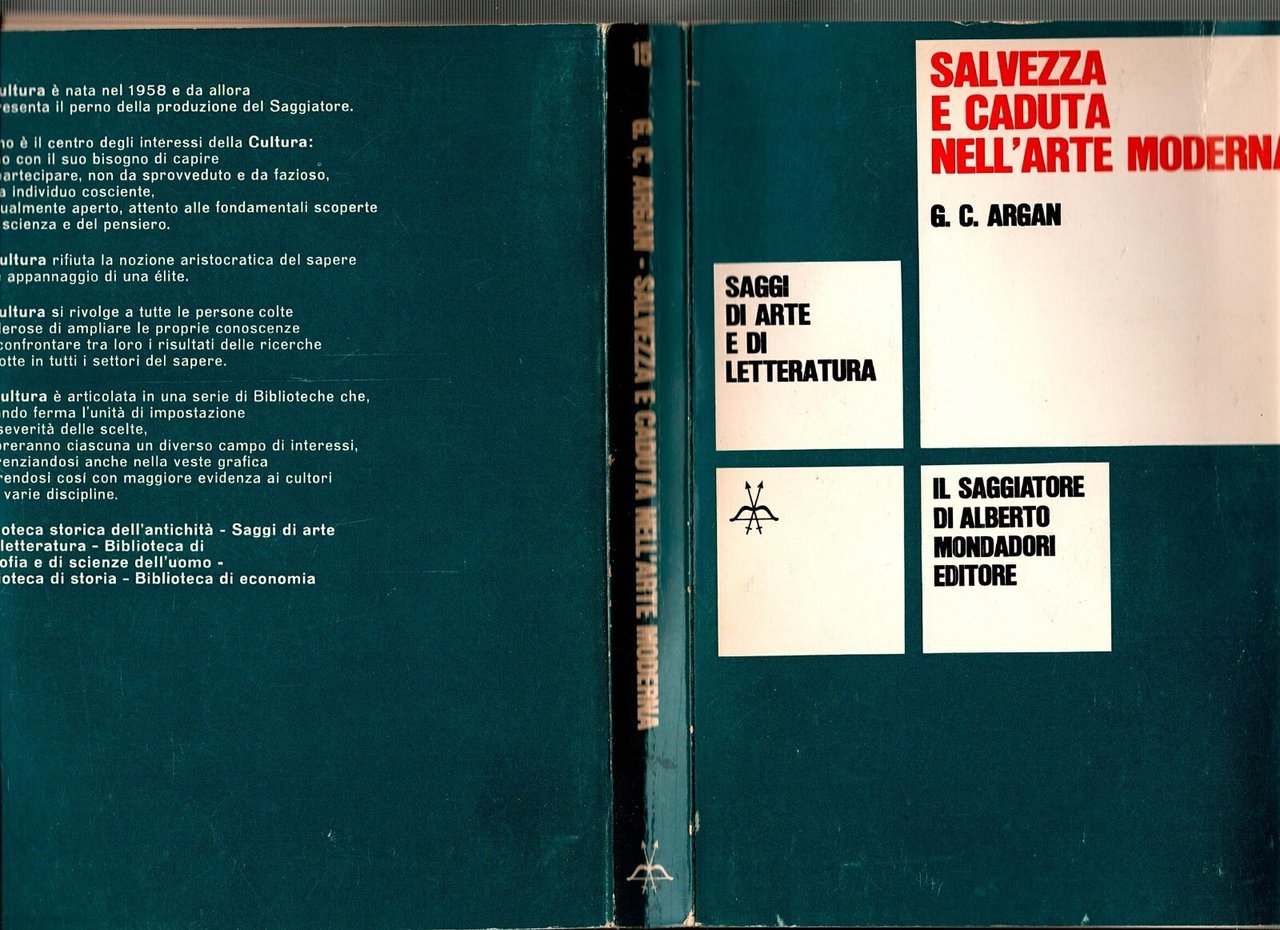 ultura è nata nel 1958 e da allora
resenta il perno della produzione del Saggiatore.
no è il centro degli interessi della Cultura:
o con il suo bisogno di capire
partecipare, non da sprovveduto e da fazioso,
a individuo cosciente,
ualmente aperto, attento alle fondamentali scoperte
scienza e del pensiero.
ultura rifiuta la nozione aristocratica del sapere
appannaggio di una élite.
ultura si rivolge a tutte le persone colte
derose di ampliare le proprie conoscenze
confrontare tra loro i risultati delle ricerche
otte in tutti i settori del sapere.
ultura è articolata in una serie di Biblioteche che,
ando ferma l'unità di impostazione
severità delle scelte,
reranno ciascuna un diverso campo di interessi,
renziandosi anche nella veste grafica
rendosi cosí con maggiore evidenza ai cultori
varie discipline.
oteca storica dell'antichità - Saggi di arte
letteratura - Biblioteca di
ofia e di scienze dell'uomo -
ioteca di storia - Biblioteca di economia
G. C. ARGAN - SALVEZZA E CADUTA NELL'ARTE MODERNA
SALVEZZA
E CADUTA
NELL'ARTE MODERNA
G. C. ARGAN
SAGGI
DI ARTE
E DI
LETTERATURA
IL SAGGIATORE
DI ALBERTO
MONDADORI
EDITORE